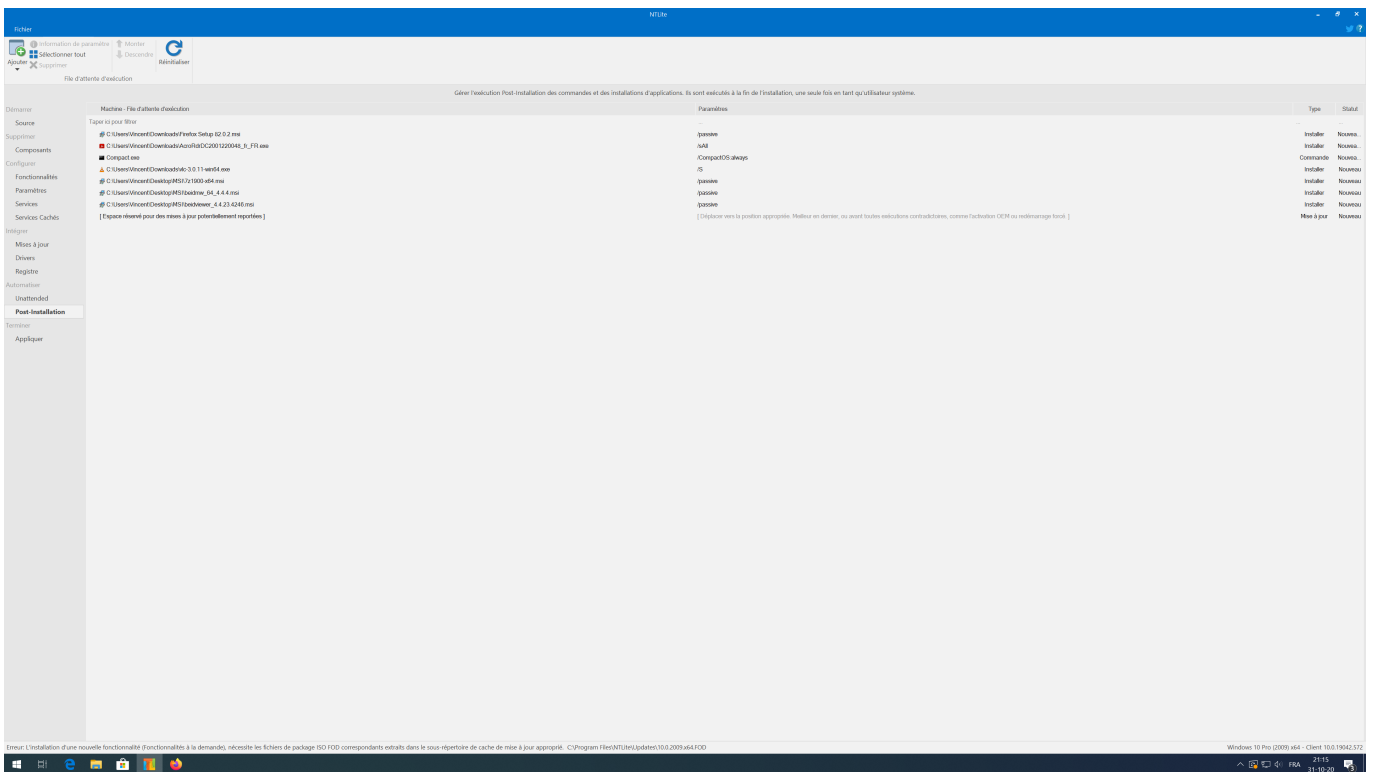 NTLite
Fichier
Ajouter
Information de paramètre
Sélectionner tout
Supprimer
Monter
Descendre
Réinitialiser
File d'attente d'exécution
Gérer l'exécution Post-Installation des commandes et des installations d'applications. Ils sont exécutés à la fin de l'installation, une seule fois en tant qu'utilisateur système.
Démarrer
Source
Supprimer
Composants
Configurer
Fonctionnalités
Paramètres
Services
Services Cachés
Intégrer
Mises à jour
Drivers
Registre
Automatiser
Unattended
Post-Installation
Terminer
Appliquer
Machine - File d'attente d'exécution Paramètres Type Statut
Taper ici pour filtrer ... ... ...
C:\Users\Vincent\Downloads\Firefox Setup 82.0.2.msi /passive Installer Nouvea...
C:\Users\Vincent\Downloads\AcroRdrDC2001220048_fr_FR.exe /sAll Installer Nouvea...
Compact.exe /CompactOS:always Commande Nouvea...
C:\Users\Vincent\Downloads\vlc-3.0.11-win64.exe /S Installer Nouveau
C:\Users\Vincent\Desktop\MSI\7z1900-x64.msi /passive Installer Nouveau
C:\Users\Vincent\Desktop\MSI\beidmw_64_4.4.4.msi /passive Installer Nouveau
C:\Users\Vincent\Desktop\MSI\beidviewer_4.4.23.4246.msi /passive Installer Nouveau
[ Espace réservé pour des mises à jour potentiellement reportées ] [ Déplacer vers la position appropriée. Meilleur en dernier, ou avant toutes exécutions contradictoires, comme l'activation OEM ou redémarrage forcé. ] Mise à jour Nouveau
Erreur: L'installation d'une nouvelle fonctionnalité (Fonctionnalités à la demande), nécessite les fichiers de package ISO FOD correspondants extraits dans le sous-répertoire de cache de mise à jour approprié. C:\Program Files\NTLite\Updates\10.0.2009.x64.FOD
Windows 10 Pro (2009) x64 - Client 10.0.19042.572
FRA
21:15
31-10-20
3